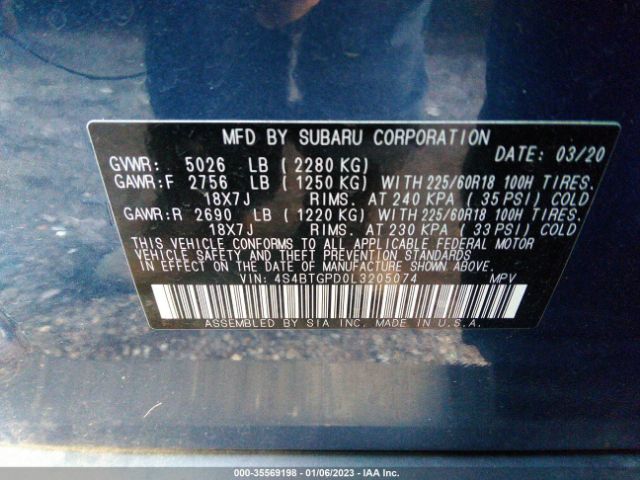 MFD BY SUBARU CORPORATION
DATE: 03/20
GVWR: 5026 LB ( 2280 KG)
GAWR:F 2756 LB ( 1250 KG) WITH 225/60R18 100H TIRES.
18X7J RIMS. AT 240 KPA ( 35 PSI) COLD
GAWR:R 2690 LB ( 1220 KG) WITH 225/60R18 100H TIRES.
18X7J RIMS. AT 230 KPA ( 33 PSI) COLD
THIS VEHICLE CONFORMS TO ALL APPLICABLE FEDERAL MOTOR
VEHICLE SAFETY AND THEFT PREVENTION STANDARDS
IN EFFECT ON THE DATE OF MANUFACTURE SHOWN ABOVE.
VIN: 4S4BTGPD0L3205074 MPV
ASSEMBLED BY SIA INC. MADE IN U.S.A.
000-35569198 - 01/06/2023 - IAA Inc.